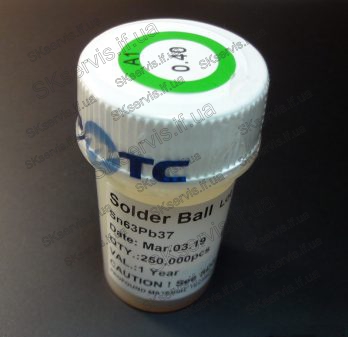 A1
0.40
TC
Solder Ball
Sn63Pb37
Date: Mar.03.19
QTY.:250,000pcs
VAL.:1 Year
CAUTION ! See
SKservis.if.ua